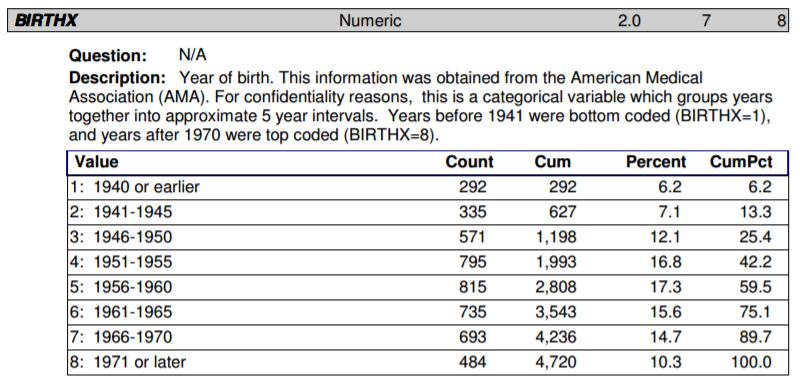 BIRTHX Numeric 2.0 7 8
Question: N/A
Description: Year of birth. This information was obtained from the American Medical
Association (AMA). For confidentiality reasons, this is a categorical variable which groups years
together into approximate 5 year intervals. Years before 1941 were bottom coded (BIRTHX=1),
and years after 1970 were top coded (BIRTHX=8).
Value Count Cum Percent CumPct
1: 1940 or earlier 292 292 6.2 6.2
2: 1941-1945 335 627 7.1 13.3
3: 1946-1950 571 1,198 12.1 25.4
4: 1951-1955 795 1,993 16.8 42.2
5: 1956-1960 815 2,808 17.3 59.5
6: 1961-1965 735 3,543 15.6 75.1
7: 1966-1970 693 4,236 14.7 89.7
8: 1971 or later 484 4,720 10.3 100.0